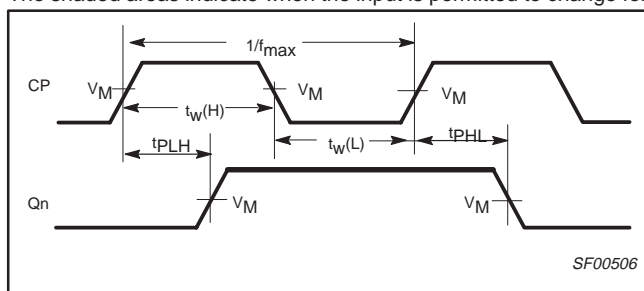 The shaded areas indicate when the input is permitted to change for
1/fmax
CP
VM
VM
VM
tw(H)
tw(L)
tPLH
tPHL
Qn
VM
VM
SF00506